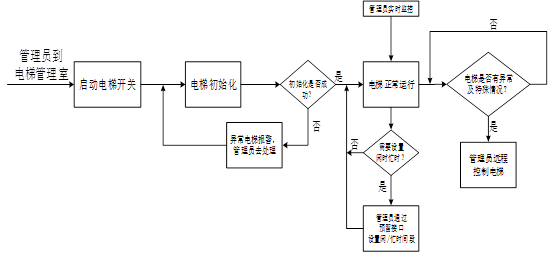 管理员到
电梯管理室
启动电梯开关
电梯初始化
初始化是否成
功?
是
否
异常电梯报警,
管理员去处理
管理员实时监控
电梯正常运行
需要设置
闲时忙时?
否
是
管理员通过
预留接口
设置闲/忙时间段
否
电梯是否有异常
及特殊情况?
是
管理员远程
控制电梯